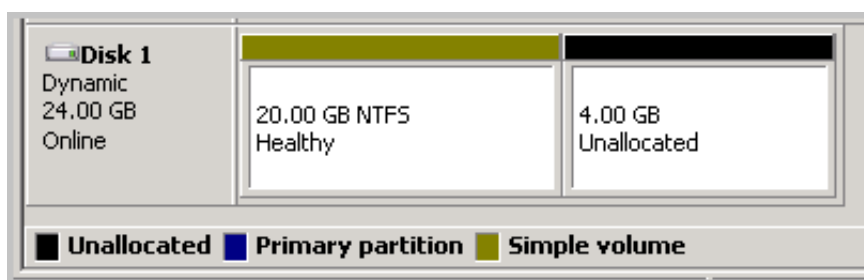 Disk 1
Dynamic
24.00 GB
Online
20.00 GB NTFS
Healthy
4.00 GB
Unallocated
Unallocated Primary partition Simple volume